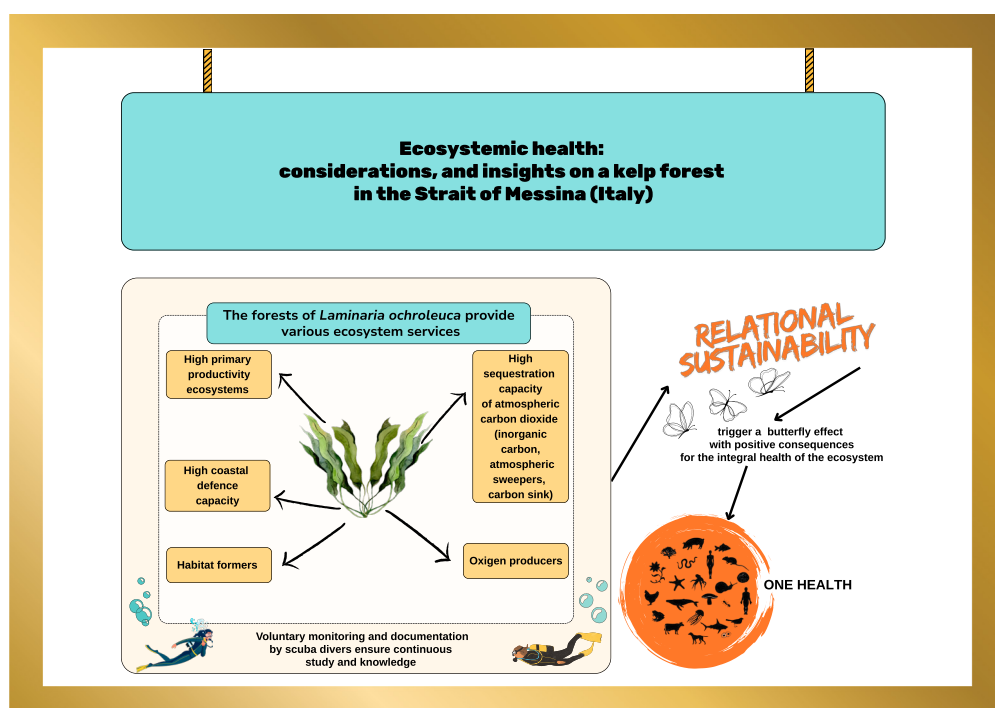 Ecosystemic health:
considerations, and insights on a kelp forest
in the Strait of Messina (Italy)
The forests of Laminaria ochroleuca provide
various ecosystem services
High primary
productivity
ecosystems
High coastal
defence
capacity
Habitat formers
High
sequestration
capacity
of atmospheric
carbon dioxide
(inorganic
carbon,
atmospheric
sweepers,
carbon sink)
Oxigen producers
Voluntary monitoring and documentation
by scuba divers ensure continuous
study and knowledge
RELATIONAL
SUSTAINABILITY
trigger a butterfly effect
with positive consequences
for the integral health of the ecosystem
ONE HEALTH